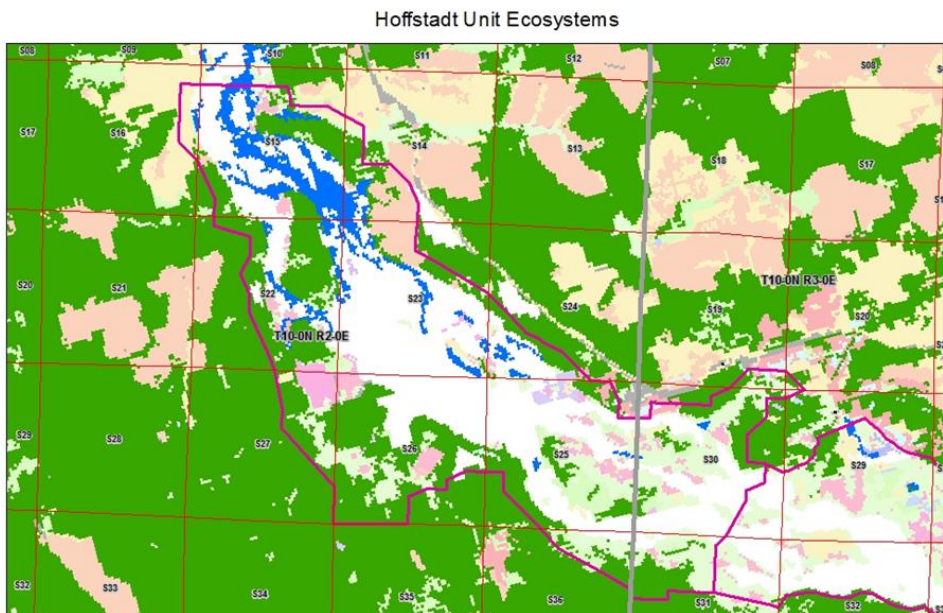 Hoffstadt Unit Ecosystems
S08
S09
S10
S11
S12
S07
S08
S17
S16
S15
S14
S13
S18
S17
S20
S21
S22
S23
S24
S19
S20
T10-0N R2-0E
T10-0N R3-0E
S29
S28
S27
S26
S25
S30
S29
S32
S33
S34
S35
S36
S31
S32